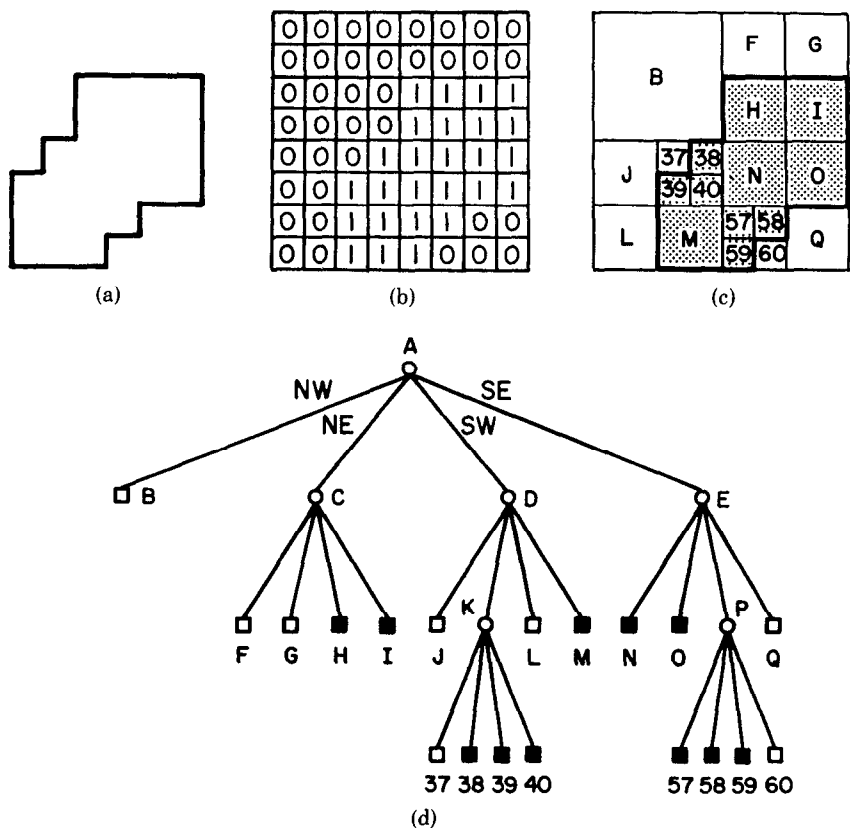 0 0 0 0 0 0 0 0
0 0 0 0 0 0 0 0
0 0 0 0 1 1 1 1
0 0 0 0 1 1 1 1
0 0 0 1 1 1 1 1
0 0 1 1 1 1 1 1
0 0 1 1 1 1 0 0
0 0 1 1 1 0 0 0
F G
B
H I
37 38
J N O
39 40
57 58
L M Q
59 60
(a) (b) (c)
A
NW SE
NE SW
B C D E
K P
F G H I J L M N O Q
37 38 39 40 57 58 59 60
(d)